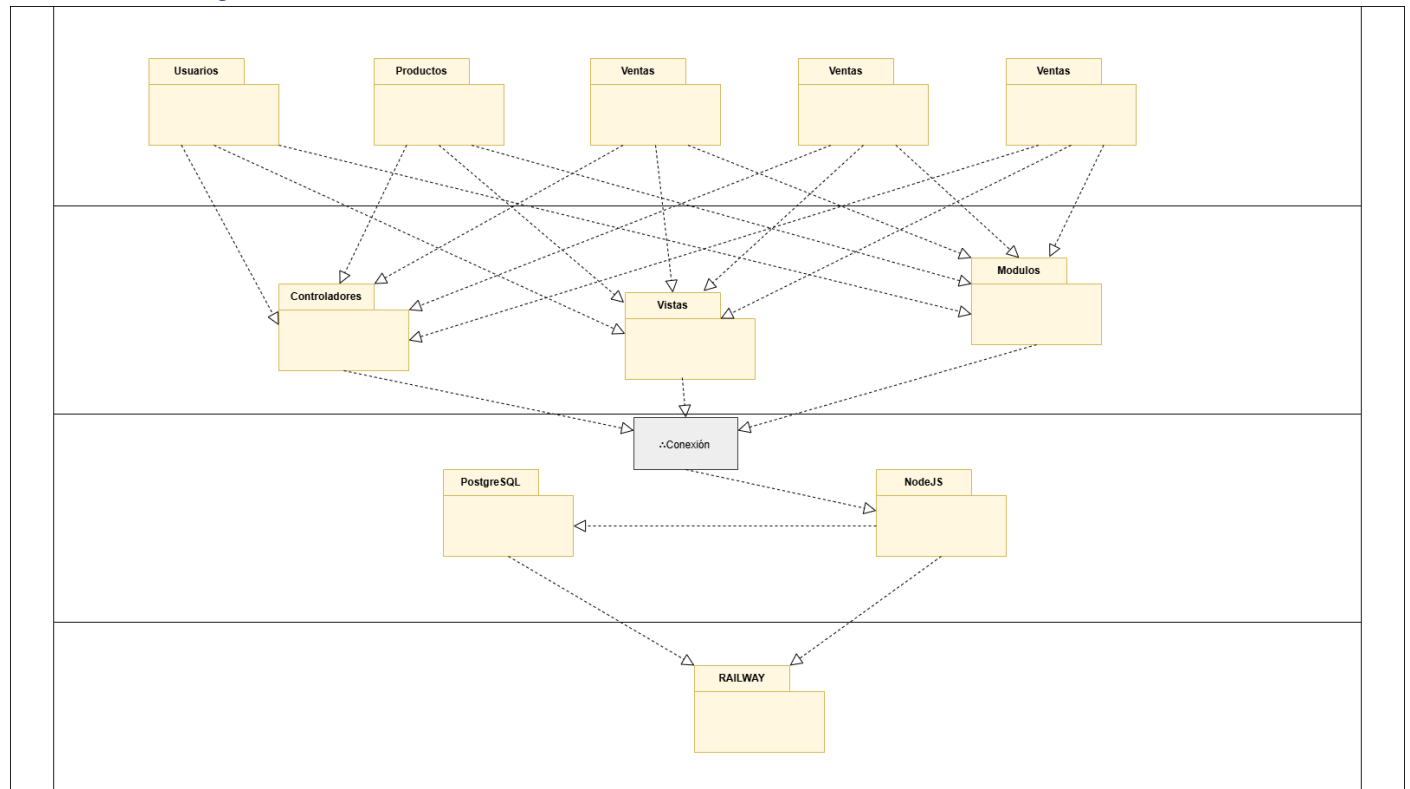 Usuarios
Productos
Ventas
Ventas
Ventas
Controladores
Vistas
Modulos
∴Conexión
PostgreSQL
NodeJS
RAILWAY